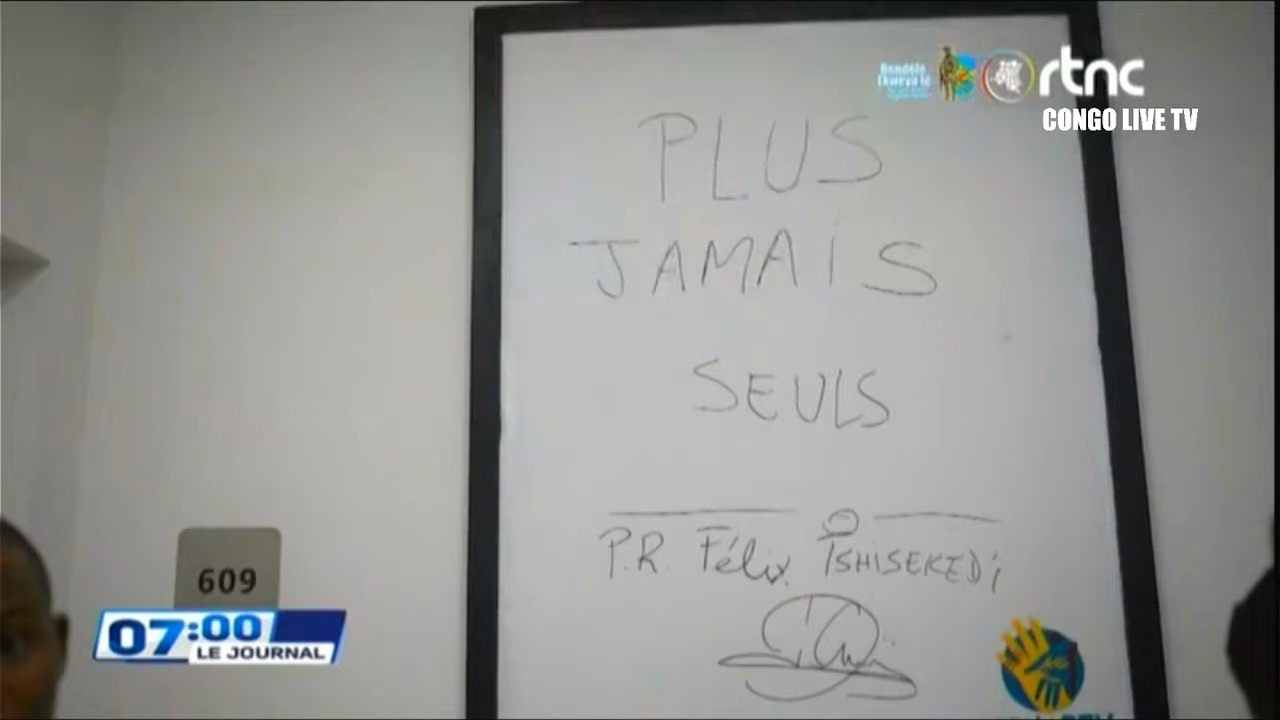 rtnc
CONGO LIVE TV
PLUS
JAMAiS
SEULS
P.R. Félix TSHISEKEDi
609
07:00
LE JOURNAL